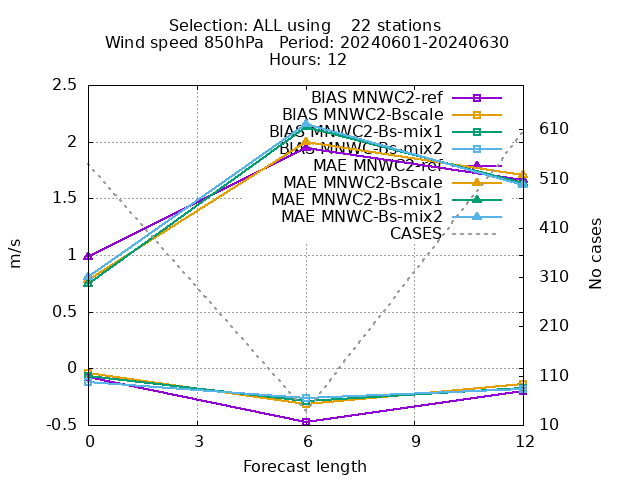 Selection: ALL using    22 stations
Wind speed 850hPa   Period: 20240601-20240630
Hours: 12
BIAS MNWC2-ref
BIAS MNWC2-Bscale
BIAS MNWC2-Bs-mix1
BIAS MNWC-Bs-mix2
MAE MNWC2-ref
MAE MNWC2-Bscale
MAE MNWC2-Bs-mix1
MAE MNWC-Bs-mix2
CASES
m/s
2.5
2
1.5
1
0.5
0
-0.5
610
510
410
310
210
110
10
No cases
0 3 6 9 12
Forecast length